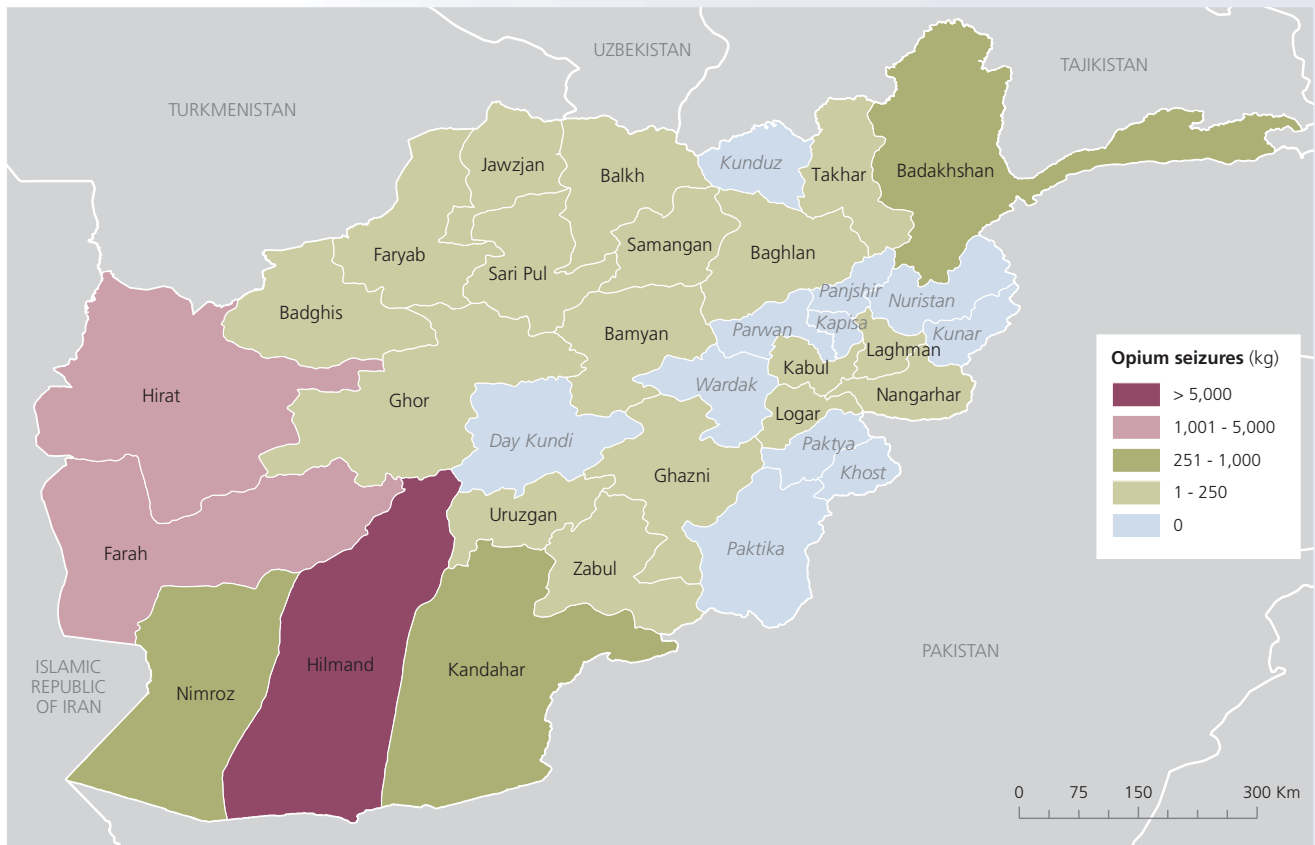 UZBEKISTAN
TAJIKISTAN
TURKMENISTAN
Jawzjan
Balkh
Kunduz
Takhar
Badakhshan
Faryab
Samangan
Baghlan
Sari Pul
Badghis
Panjshir
Nuristan
Bamyan
Parwan
Kapisa
Kunar
Laghman
Kabul
Hirat
Ghor
Wardak
Nangarhar
Logar
Day Kundi
Paktya
Khost
Ghazni
Uruzgan
Farah
Zabul
Paktika
Hilmand
Kandahar
Nimroz
ISLAMIC
REPUBLIC
OF IRAN
PAKISTAN
Opium seizures (kg)
> 5,000
1,001 - 5,000
251 - 1,000
1 - 250
0
0 75 150 300 Km